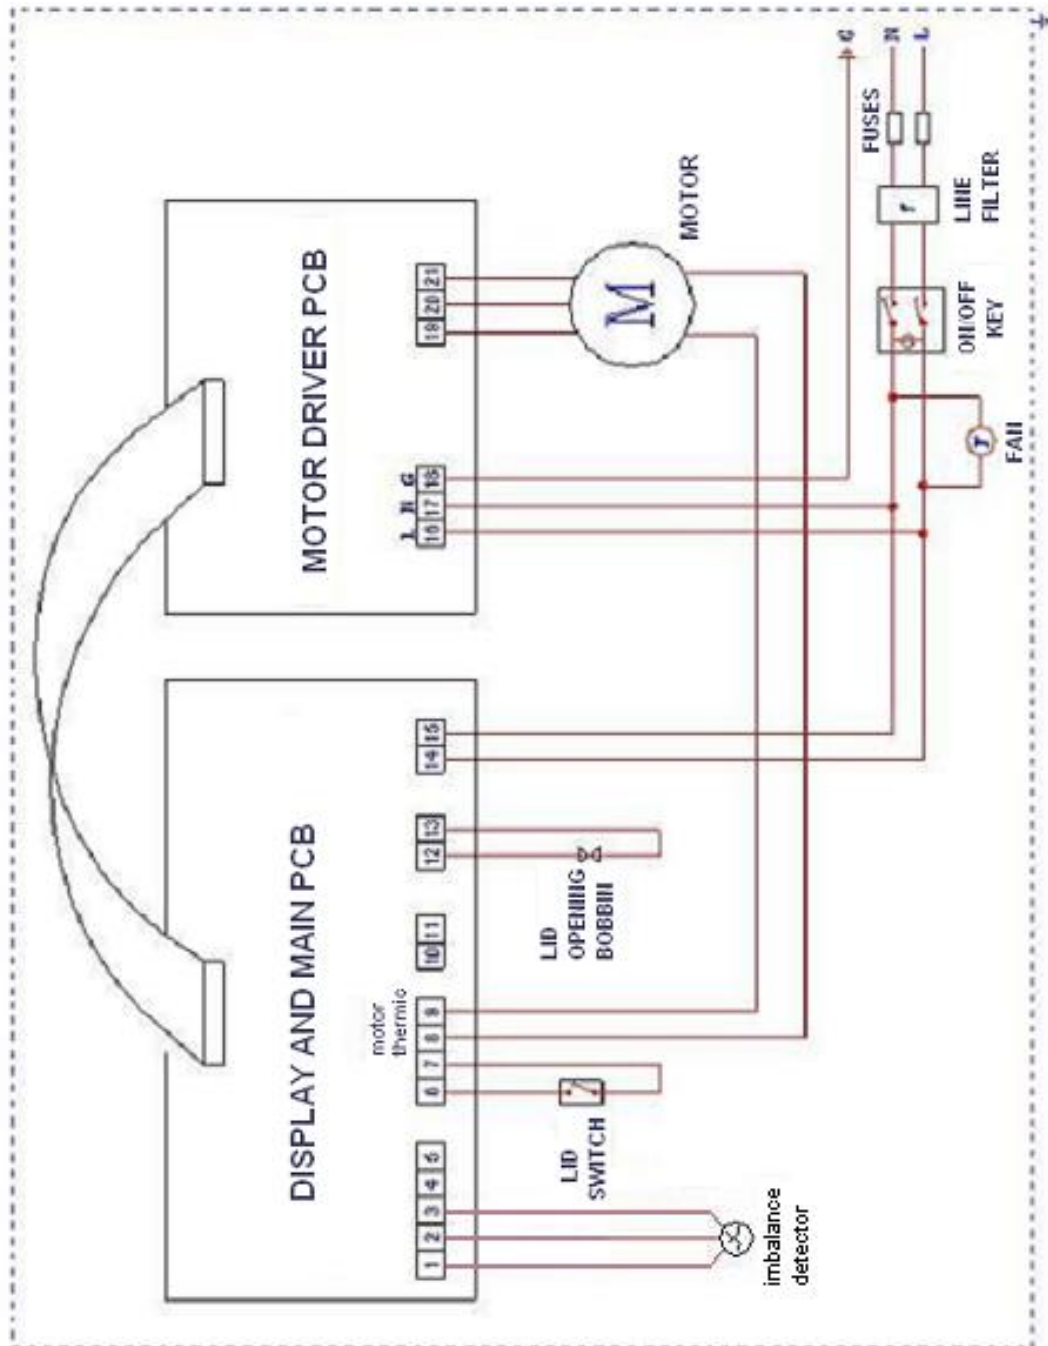 G
N
L
FUSES
LINE
FILTER
ON/OFF
KEY
FAN
MOTOR
M
MOTOR DRIVER PCB
21
20
19
G
N
L
18
17
16
DISPLAY AND MAIN PCB
15
14
13
12
11
10
9
8
7
6
5
4
3
2
1
LID
OPENING
BOBBIN
motor
thermic
LID
SWITCH
imbalance
detector